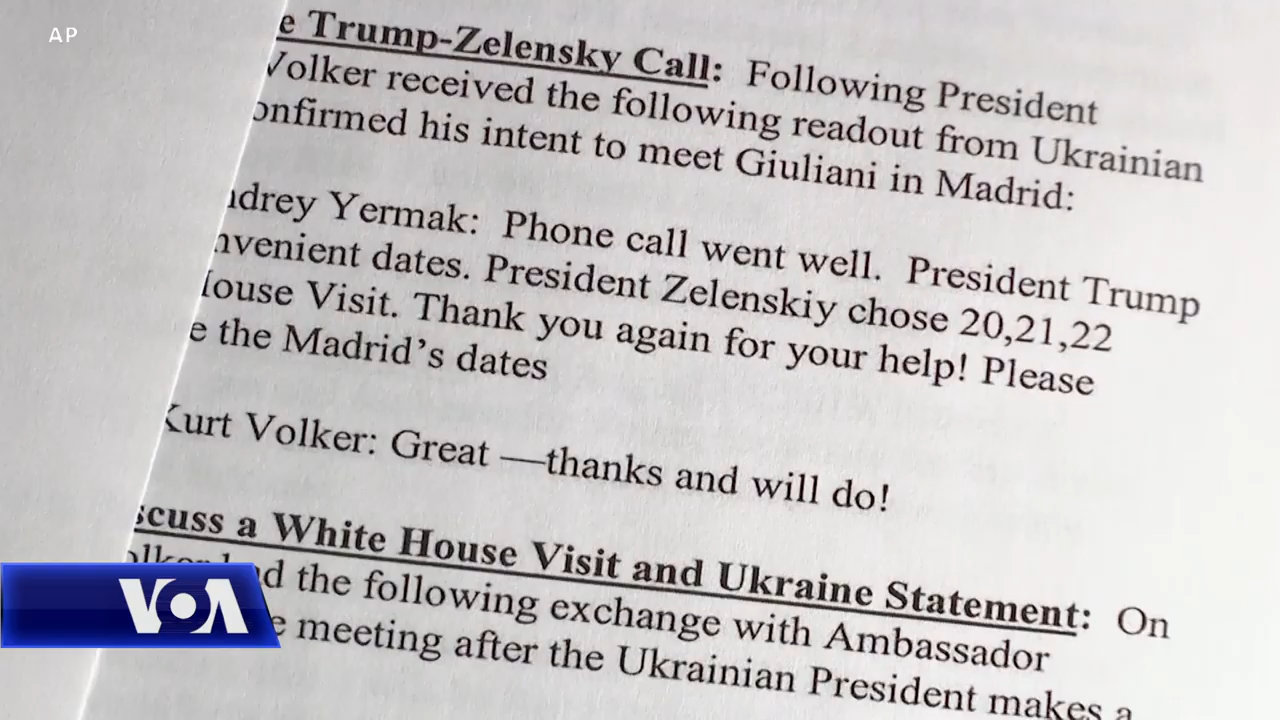 AP
e Trump-Zelensky Call: Following President
Volker received the following readout from Ukrainian
onfirmed his intent to meet Giuliani in Madrid:
ndrey Yermak: Phone call went well. President Trump
nvenient dates. President Zelenskiy chose 20,21,22
House Visit. Thank you again for your help! Please
e the Madrid's dates
Kurt Volker: Great —thanks and will do!
scuss a White House Visit and Ukraine Statement: On
the following exchange with Ambassador
e meeting after the Ukrainian President makes a
VOA